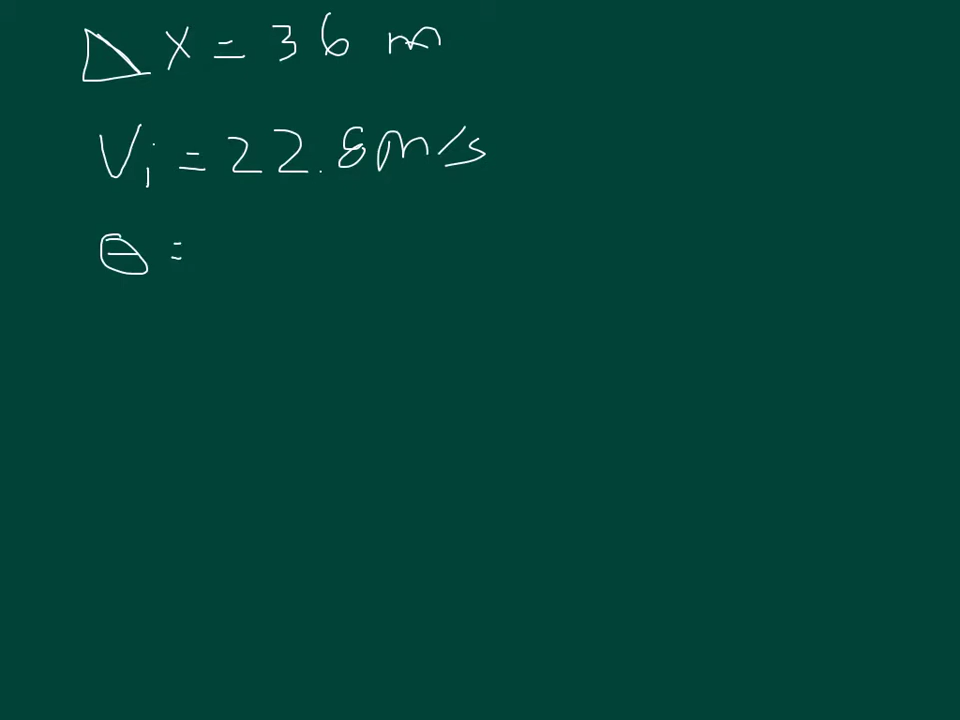 Δx = 36 m
Vi = 22.8 m/s
θ =